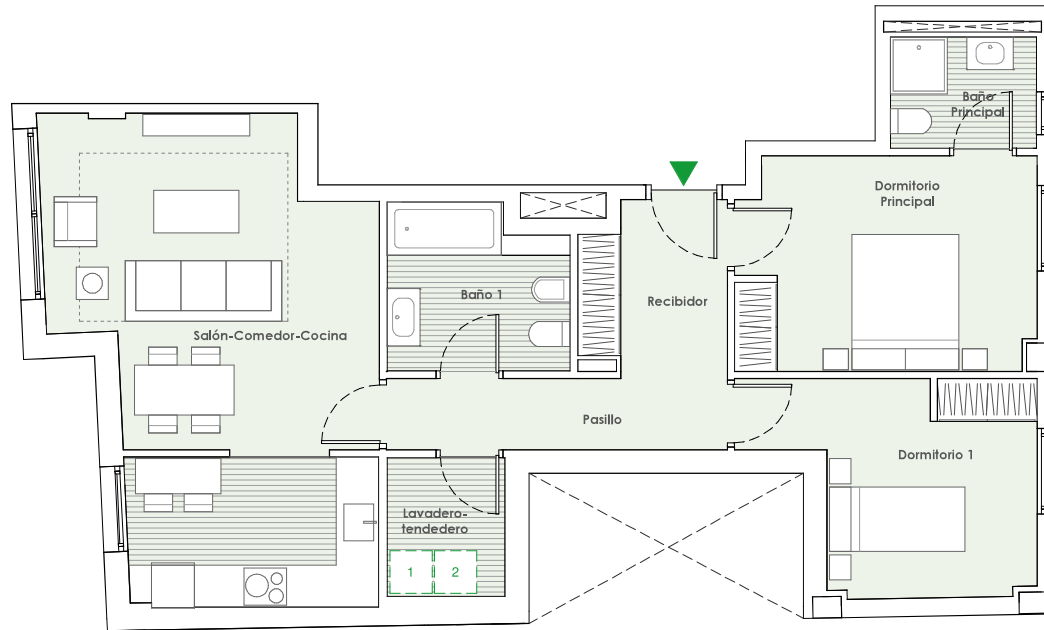 Baño
Principal
Dormitorio
Principal
Baño 1
Recibidor
Salón-Comedor-Cocina
Pasillo
Dormitorio 1
Lavadero-
tendedero
1
2